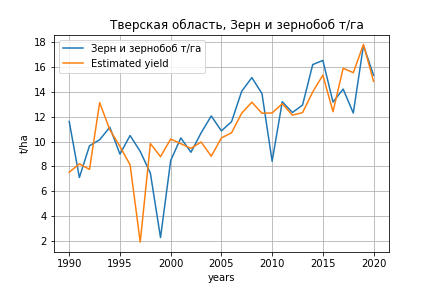 Тверская область, Зерн и зернобоб т/га
Зерн и зернобоб т/га
Estimated yield
18
16
14
12
10
8
6
4
2
t/ha
1990 1995 2000 2005 2010 2015 2020
years